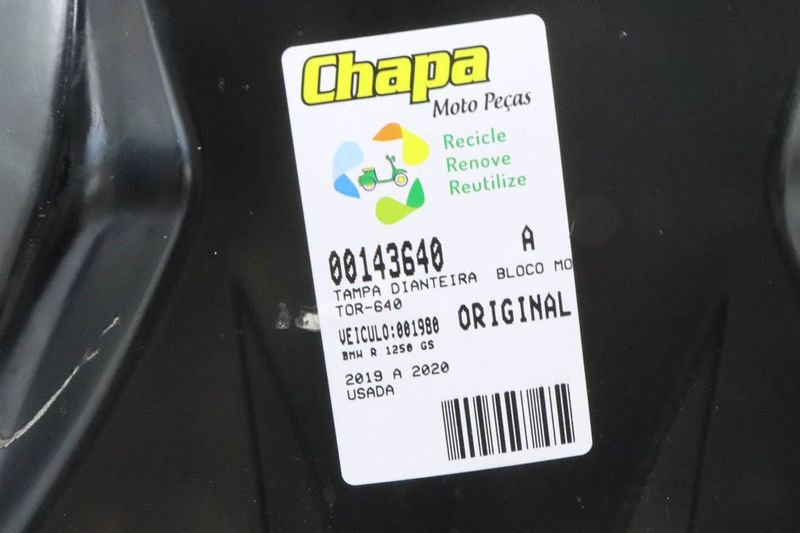 Chapa
Moto Peças
Recicle
Renove
Reutilize
00143640 A
TAMPA DIANTEIRA BLOCO MO
TOR-640
VEICULO:001980 ORIGINAL
BMW R 1250 GS
2019 A 2020
USADA